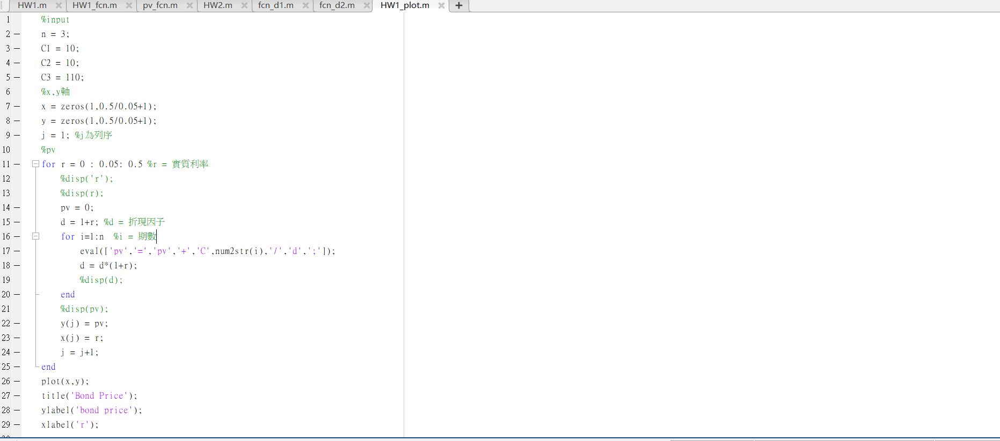 HW1.m HW1_fcn.m pv_fcn.m HW2.m fcn_d1.m fcn_d2.m HW1_plot.m
1 %input
2 n = 3;
3 C1 = 10;
4 C2 = 10;
5 C3 = 110;
6 %x,y軸
7 x = zeros(1,0.5/0.05+1);
8 y = zeros(1,0.5/0.05+1);
9 j = 1; %j為列序
10 %pv
11 for r = 0 : 0.05: 0.5 %r = 實質利率
12 %disp('r');
13 %disp(r);
14 pv = 0;
15 d = 1+r; %d = 折現因子
16 for i=1:n  %i = 期數
17 eval(['pv','=','pv','+','C',num2str(i),'/','d',';']);
18 d = d*(1+r);
19 %disp(d);
20 end
21 %disp(pv);
22 y(j) = pv;
23 x(j) = r;
24 j = j+1;
25 end
26 plot(x,y);
27 title('Bond Price');
28 ylabel('bond price');
29 xlabel('r');